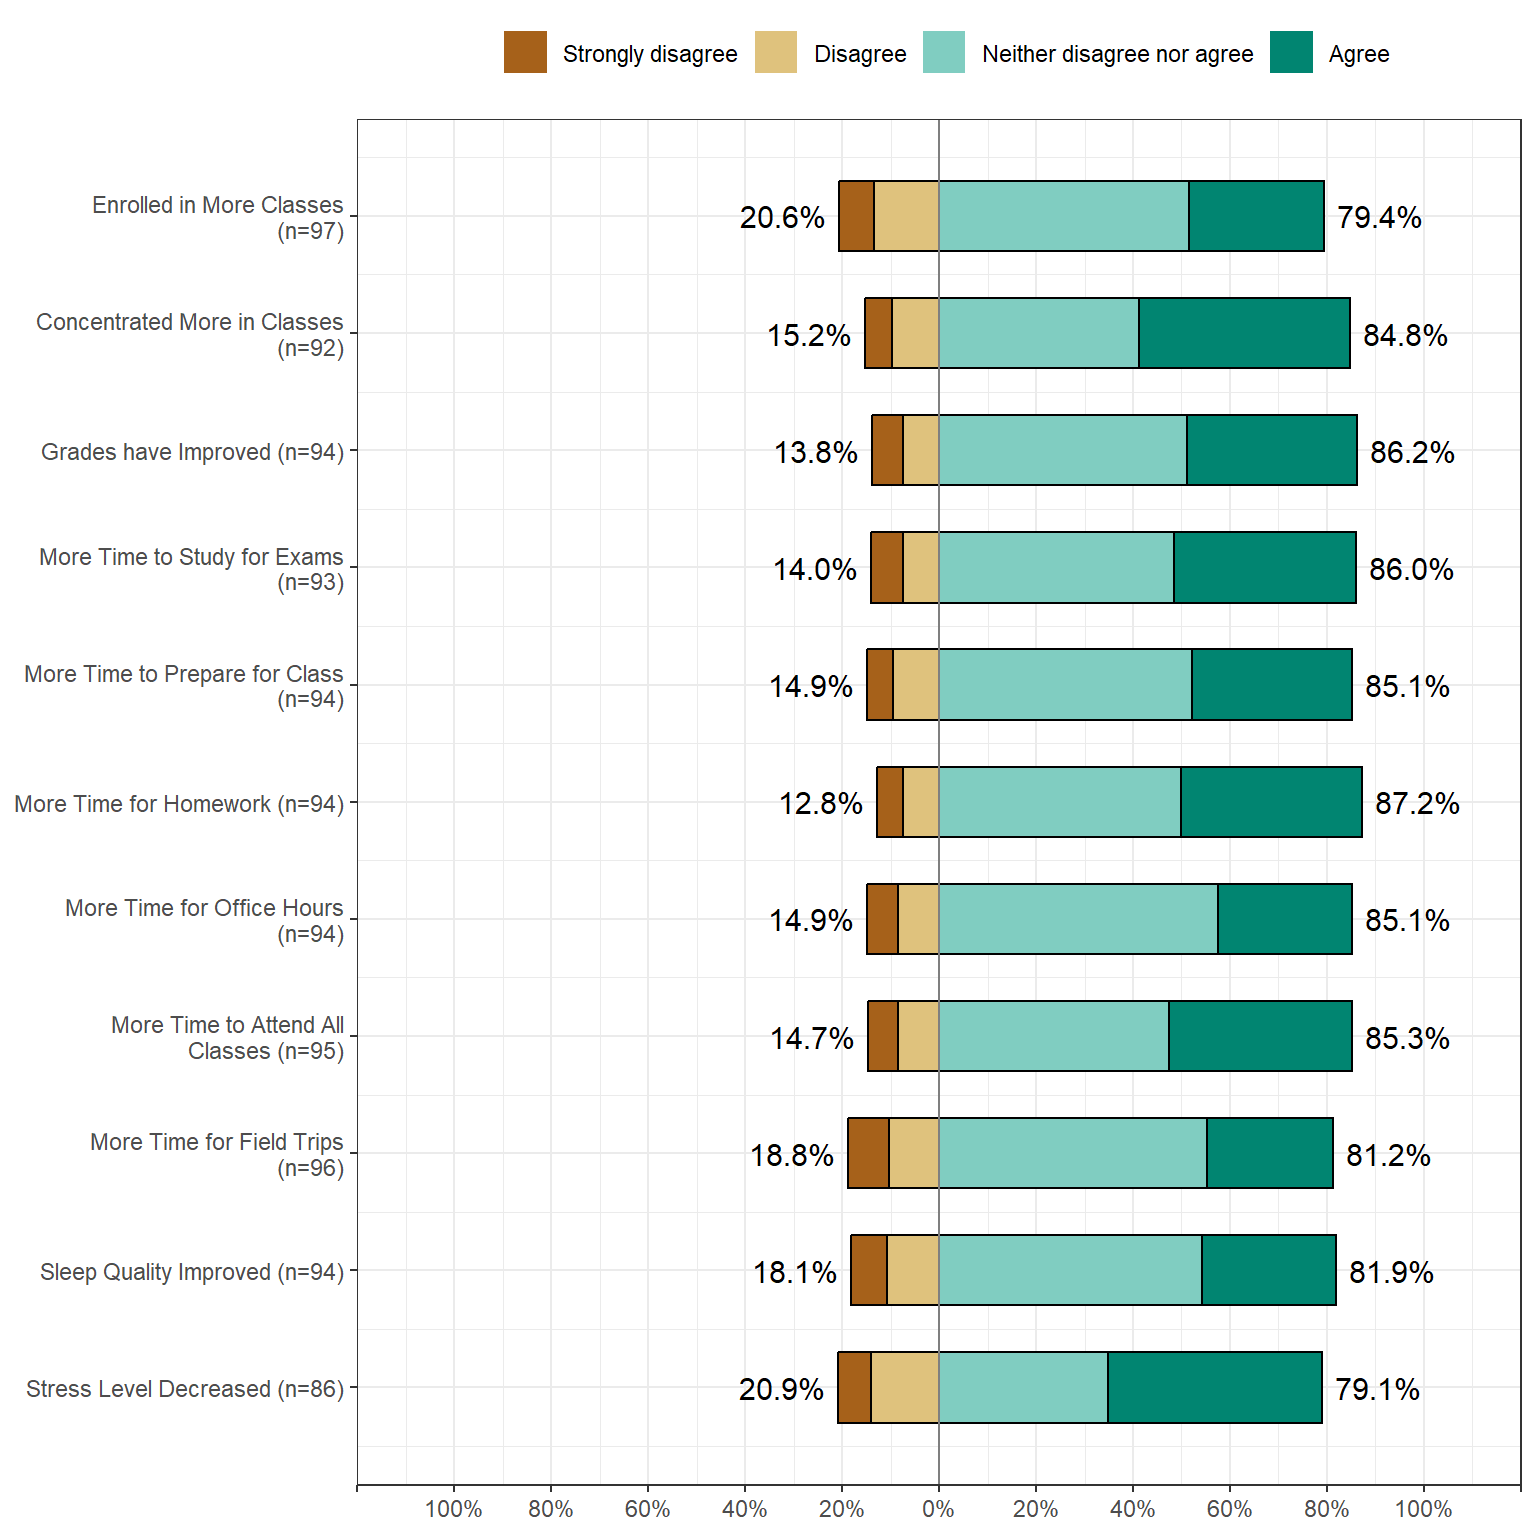 Strongly disagree Disagree Neither disagree nor agree Agree
Enrolled in More Classes
(n=97)
20.6% 79.4%
Concentrated More in Classes
(n=92)
15.2% 84.8%
Grades have Improved (n=94)
13.8% 86.2%
More Time to Study for Exams
(n=93)
14.0% 86.0%
More Time to Prepare for Class
(n=94)
14.9% 85.1%
More Time for Homework (n=94)
12.8% 87.2%
More Time for Office Hours
(n=94)
14.9% 85.1%
More Time to Attend All
Classes (n=95)
14.7% 85.3%
More Time for Field Trips
(n=96)
18.8% 81.2%
Sleep Quality Improved (n=94)
18.1% 81.9%
Stress Level Decreased (n=86)
20.9% 79.1%
100% 80% 60% 40% 20% 0% 20% 40% 60% 80% 100%